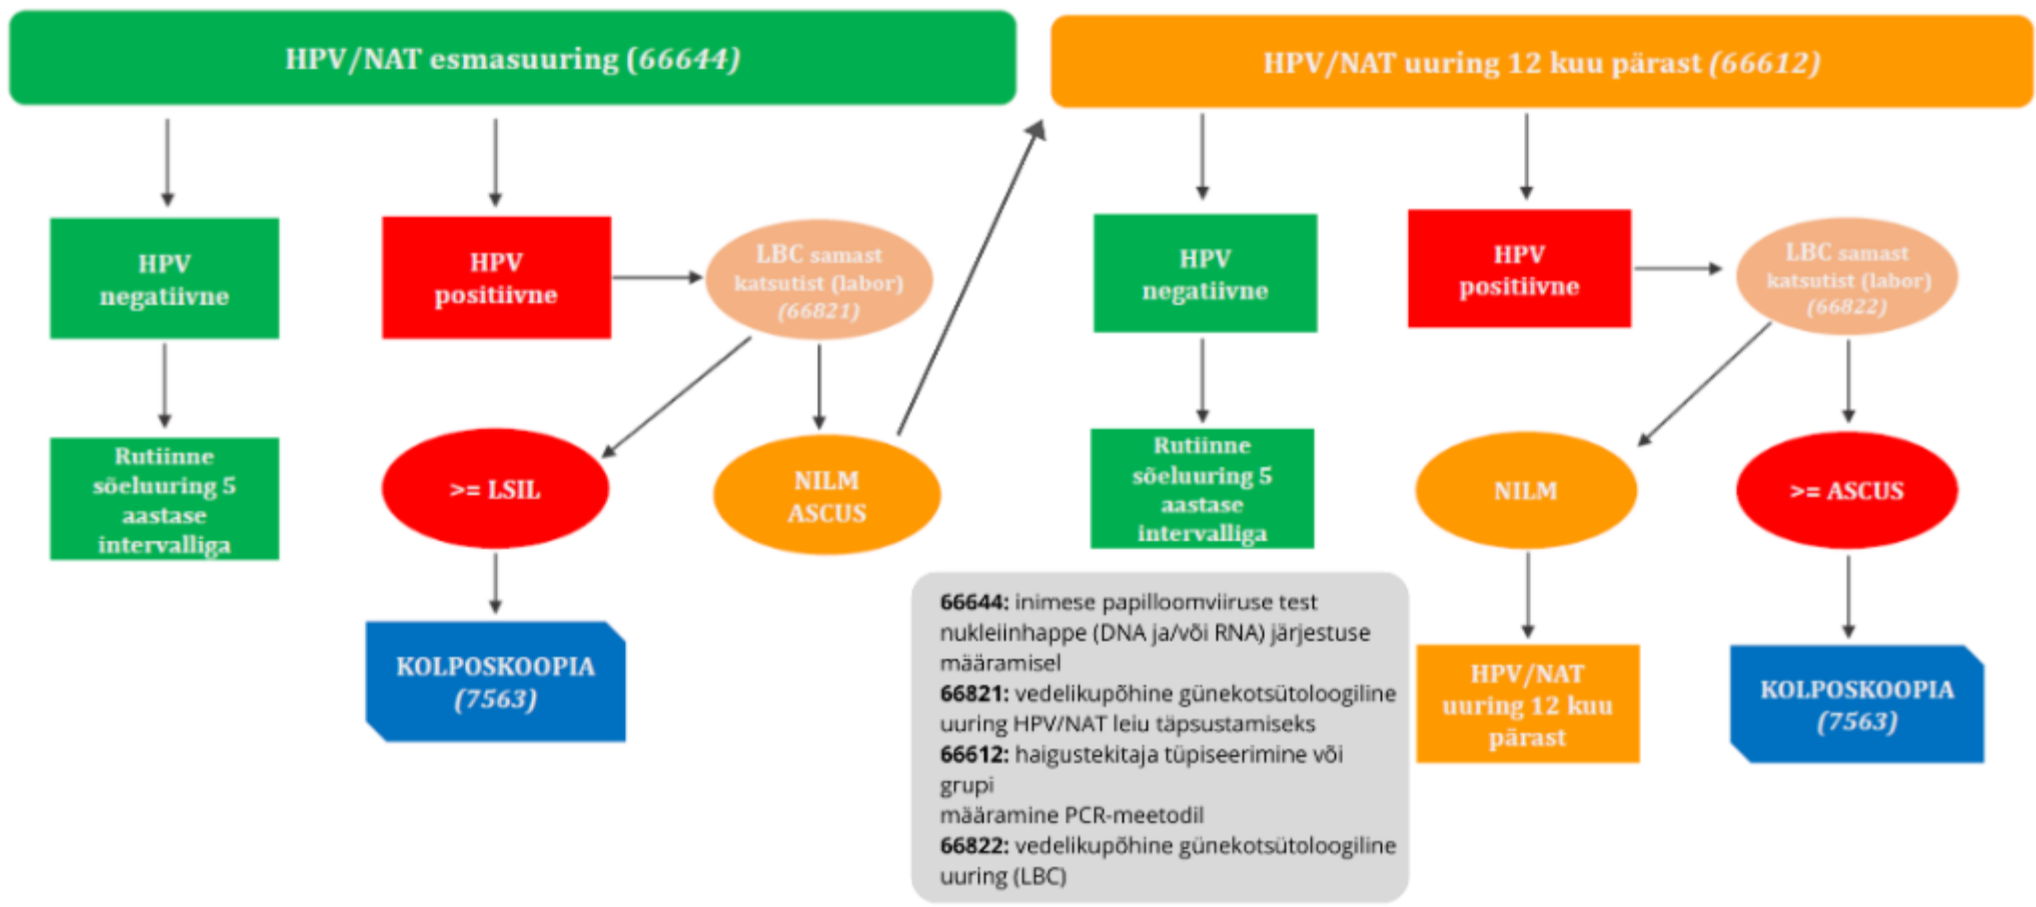 HPV/NAT esmasuuring (66644)
HPV
negatiivne
Rutiinne
sõeluuring 5
aastase
intervalliga
HPV
positiivne
LBC samast
katsutist (labor)
(66821)
>= LSIL
NILM
ASCUS
KOLPOSKOOPIA
(7563)
HPV/NAT uuring 12 kuu pärast (66612)
HPV
negatiivne
Rutiinne
sõeluuring 5
aastase
intervalliga
HPV
positiivne
LBC samast
katsutist (labor)
(66822)
NILM
>= ASCUS
HPV/NAT
uuring 12 kuu
pärast
KOLPOSKOOPIA
(7563)
66644: inimese papilloomviiruse test
nukleiinhappe (DNA ja/või RNA) järjestuse
määramisel
66821: vedelikupõhine günekotsütoloogiline
uuring HPV/NAT leiu täpsustamiseks
66612: haigustekitaja tüpiseerimine või
grupi
määramine PCR-meetodil
66822: vedelikupõhine günekotsütoloogiline
uuring (LBC)